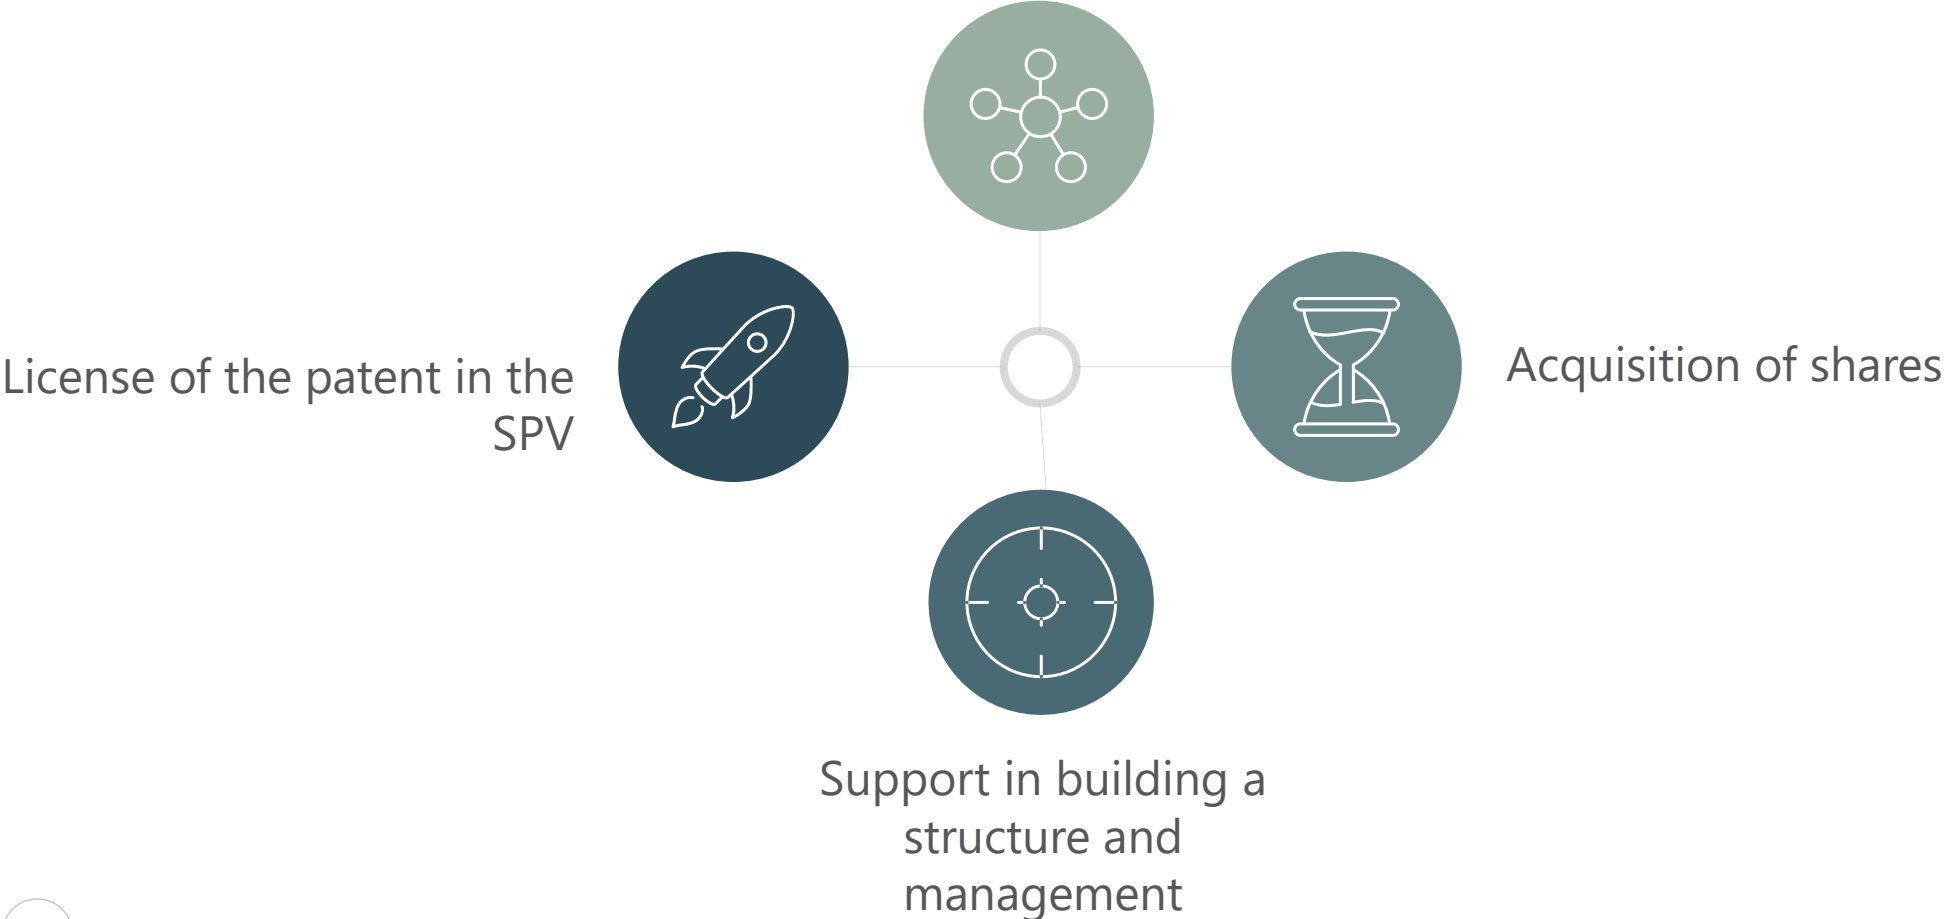 License of the patent in the
SPV
Acquisition of shares
Support in building a
structure and
management